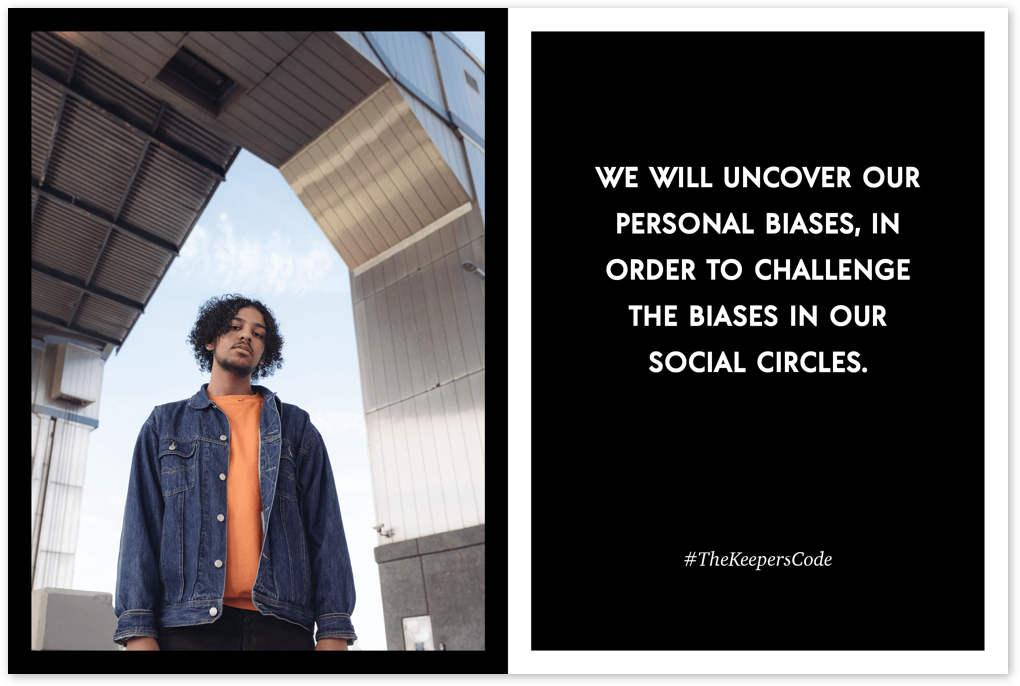 WE WILL UNCOVER OUR
PERSONAL BIASES, IN
ORDER TO CHALLENGE
THE BIASES IN OUR
SOCIAL CIRCLES.
#TheKeepersCode